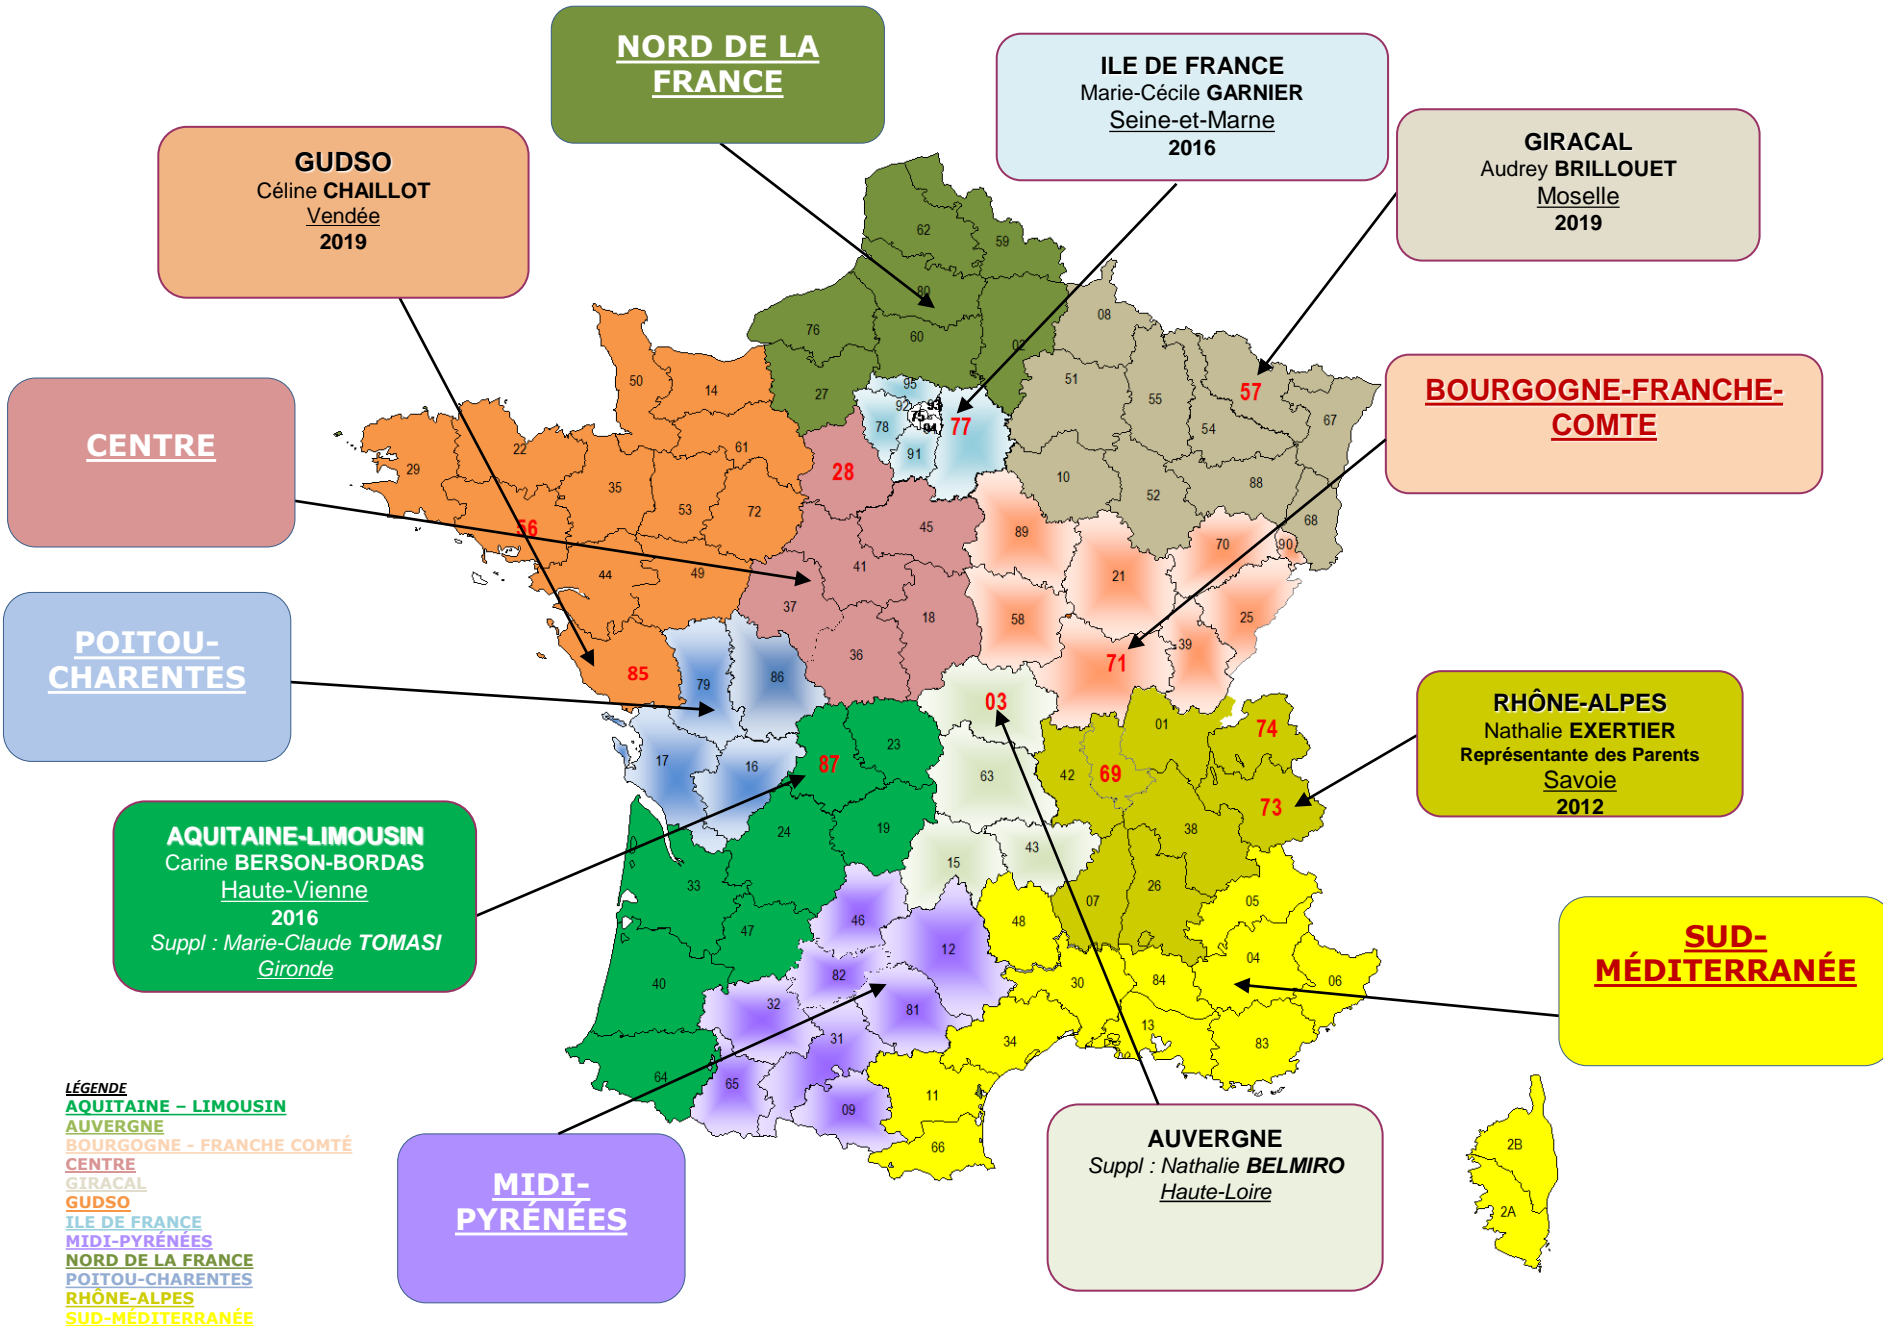 NORD DE LA
FRANCE
ILE DE FRANCE
Marie-Cécile GARNIER
Seine-et-Marne
2016
GIRACAL
Audrey BRILLOUET
Moselle
2019
GUDSO
Céline CHAILLOT
Vendée
2019
BOURGOGNE-FRANCHE-
COMTE
CENTRE
POITOU-
CHARENTES
RHÔNE-ALPES
Nathalie EXERTIER
Représentante des Parents
Savoie
2012
AQUITAINE-LIMOUSIN
Carine BERSON-BORDAS
Haute-Vienne
2016
Suppl : Marie-Claude TOMASI
Gironde
SUD-
MÉDITERRANÉE
MIDI-
PYRÉNÉES
AUVERGNE
Suppl : Nathalie BELMIRO
Haute-Loire
62
59
80
76
60
02
27
08
51
55
57
54
67
10
52
88
68
95
92
93
75
94
77
78
91
50
14
61
22
29
35
53
72
56
44
49
85
28
45
41
37
18
36
89
21
70
90
58
25
39
71
79
86
17
16
87
23
24
19
33
47
40
64
03
63
15
43
01
74
42
69
73
38
07
26
46
12
82
32
81
31
65
09
48
05
04
06
30
84
13
83
34
11
66
2B
2A
LÉGENDE
AQUITAINE – LIMOUSIN
AUVERGNE
BOURGOGNE - FRANCHE COMTÉ
CENTRE
GIRACAL
GUDSO
ILE DE FRANCE
MIDI-PYRÉNÉES
NORD DE LA FRANCE
POITOU-CHARENTES
RHÔNE-ALPES
SUD-MÉDITERRANÉE